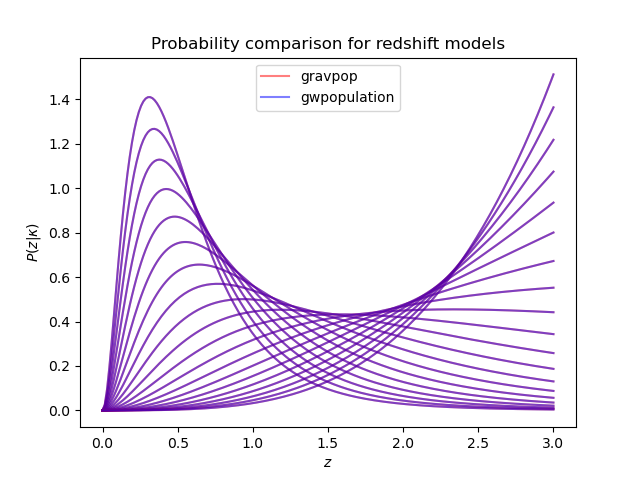 Probability comparison for redshift models
gravpop
gwpopulation
P(z|κ)
1.4
1.2
1.0
0.8
0.6
0.4
0.2
0.0
0.0 0.5 1.0 1.5 2.0 2.5 3.0
z